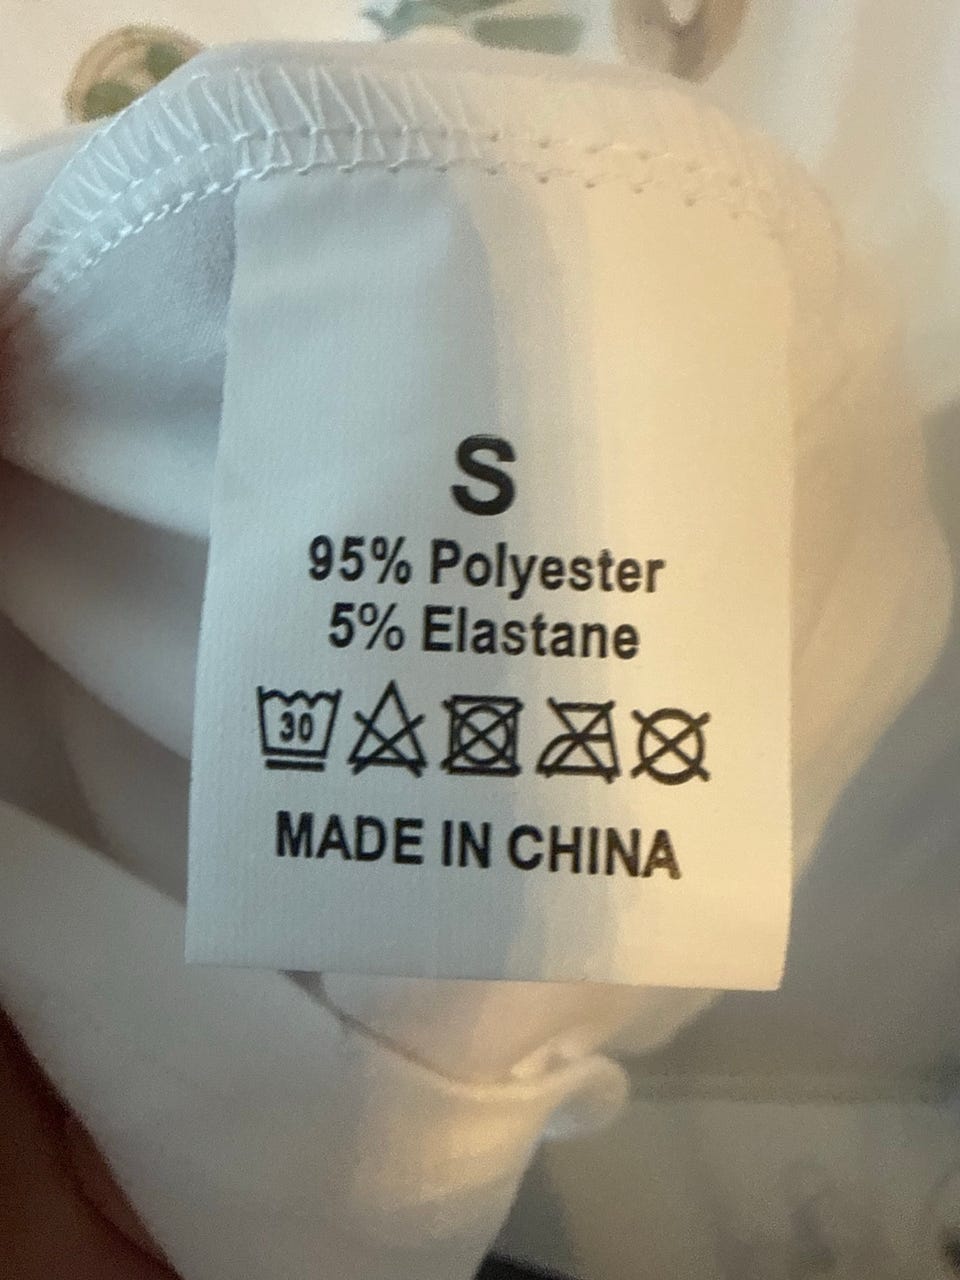 S
95% Polyester
5% Elastane
30
MADE IN CHINA